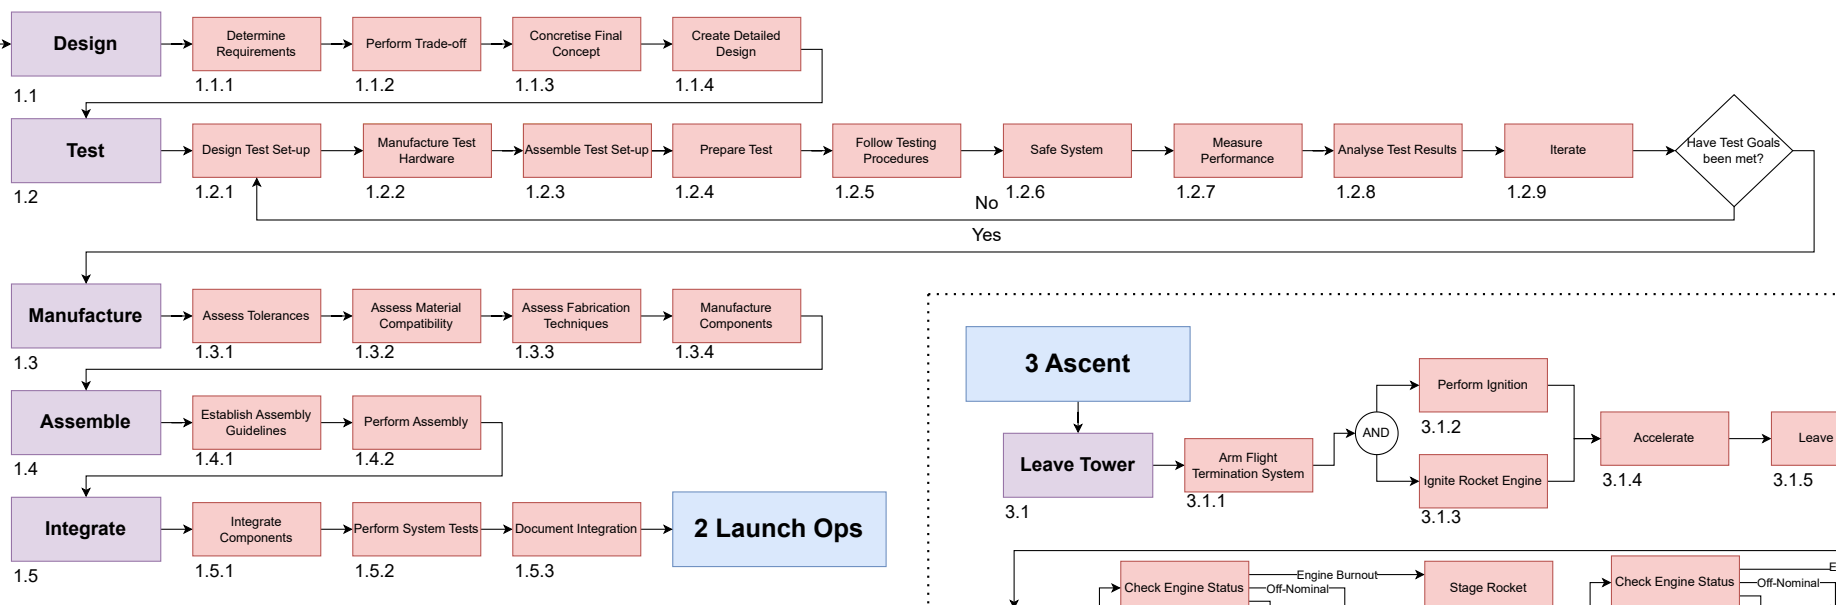 Design
Determine
Requirements
Perform Trade-off
Concretise Final
Concept
Create Detailed
Design
1.1
1.1.1
1.1.2
1.1.3
1.1.4
Test
Design Test Set-up
Manufacture Test
Hardware
Assemble Test Set-up
Prepare Test
Follow Testing
Procedures
Safe System
Measure
Performance
Analyse Test Results
Iterate
Have Test Goals
been met?
1.2
1.2.1
1.2.2
1.2.3
1.2.4
1.2.5
1.2.6
1.2.7
1.2.8
1.2.9
No
Yes
Manufacture
Assess Tolerances
Assess Material
Compatibility
Assess Fabrication
Techniques
Manufacture
Components
1.3
1.3.1
1.3.2
1.3.3
1.3.4
Assemble
Establish Assembly
Guidelines
Perform Assembly
1.4
1.4.1
1.4.2
Integrate
Integrate
Components
Perform System Tests
Document Integration
2 Launch Ops
1.5
1.5.1
1.5.2
1.5.3
3 Ascent
Leave Tower
3.1
Arm Flight
Termination System
3.1.1
AND
Perform Ignition
3.1.2
Ignite Rocket Engine
3.1.3
Accelerate
3.1.4
Leave
3.1.5
Check Engine Status
Engine Burnout
Off-Nominal
Stage Rocket
Check Engine Status
E
Off-Nominal